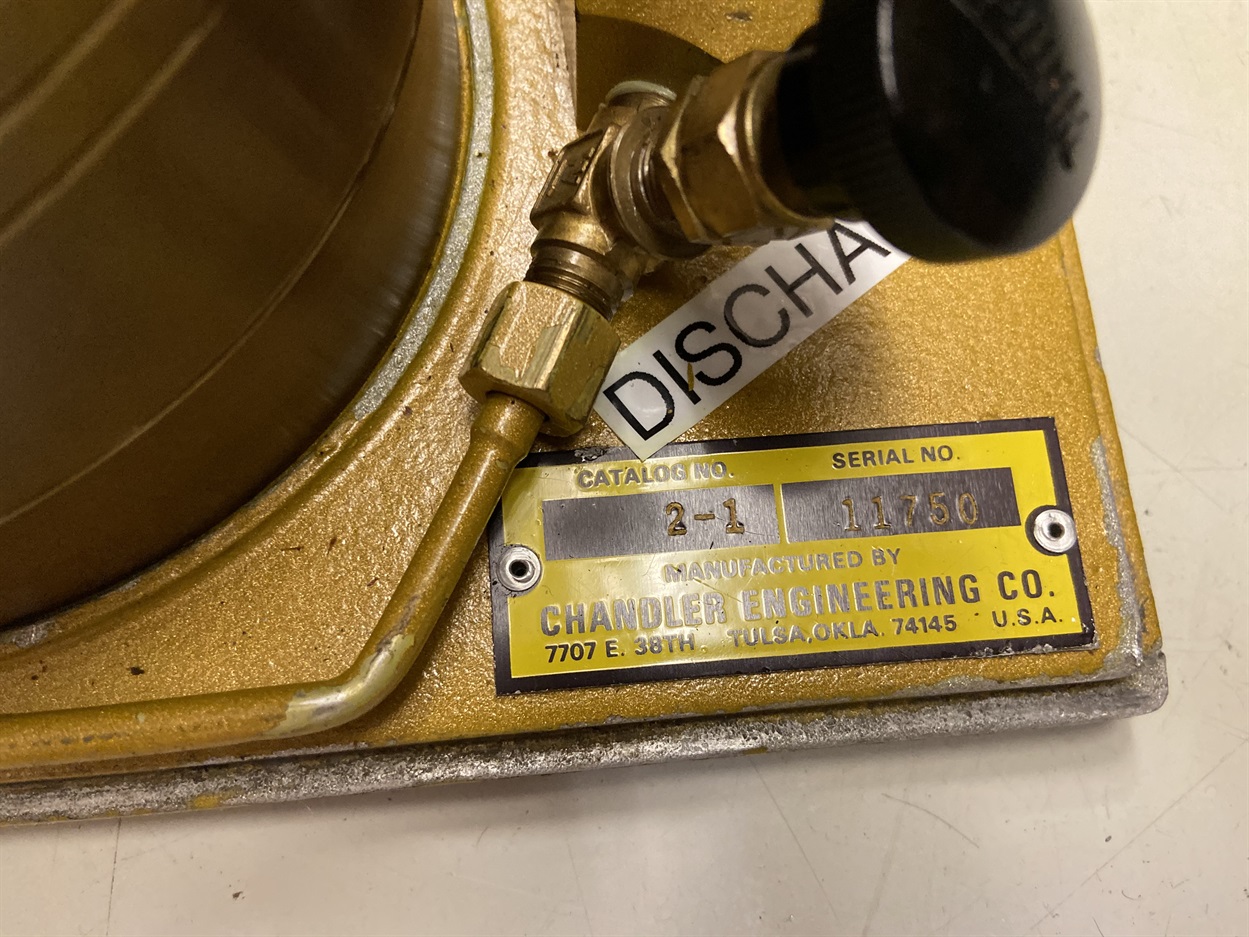 DISCHA
CATALOG NO. SERIAL NO.
2-1 11750
MANUFACTURED BY
CHANDLER ENGINEERING CO.
7707 E. 38TH. TULSA, OKLA. 74145 U.S.A.